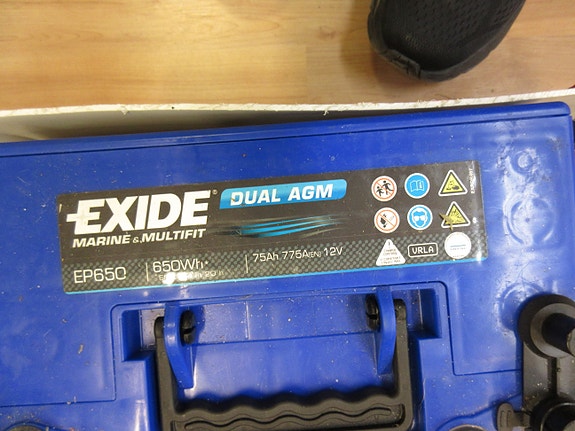 EXIDE
DUAL AGM
MARINE & MULTIFIT
EP650
650Wh
75Ah 775A(EN) 12V
VRLA